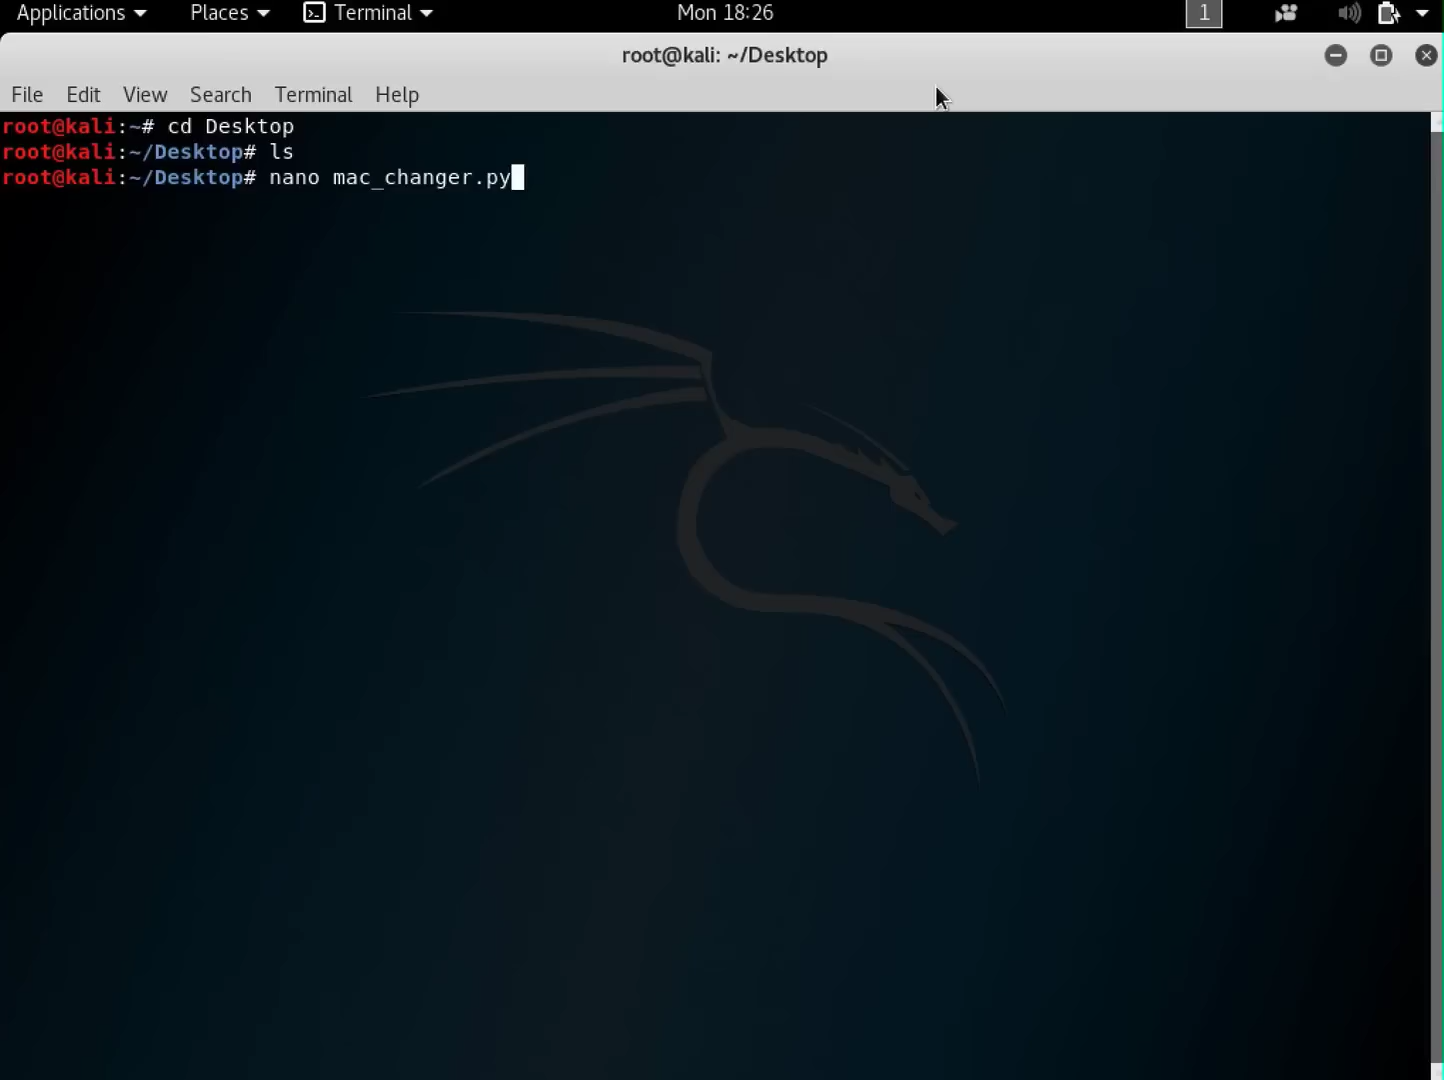 Applications Places Terminal Mon 18:26 1
root@kali: ~/Desktop
File Edit View Search Terminal Help
root@kali:~# cd Desktop
root@kali:~/Desktop# ls
root@kali:~/Desktop# nano mac_changer.py